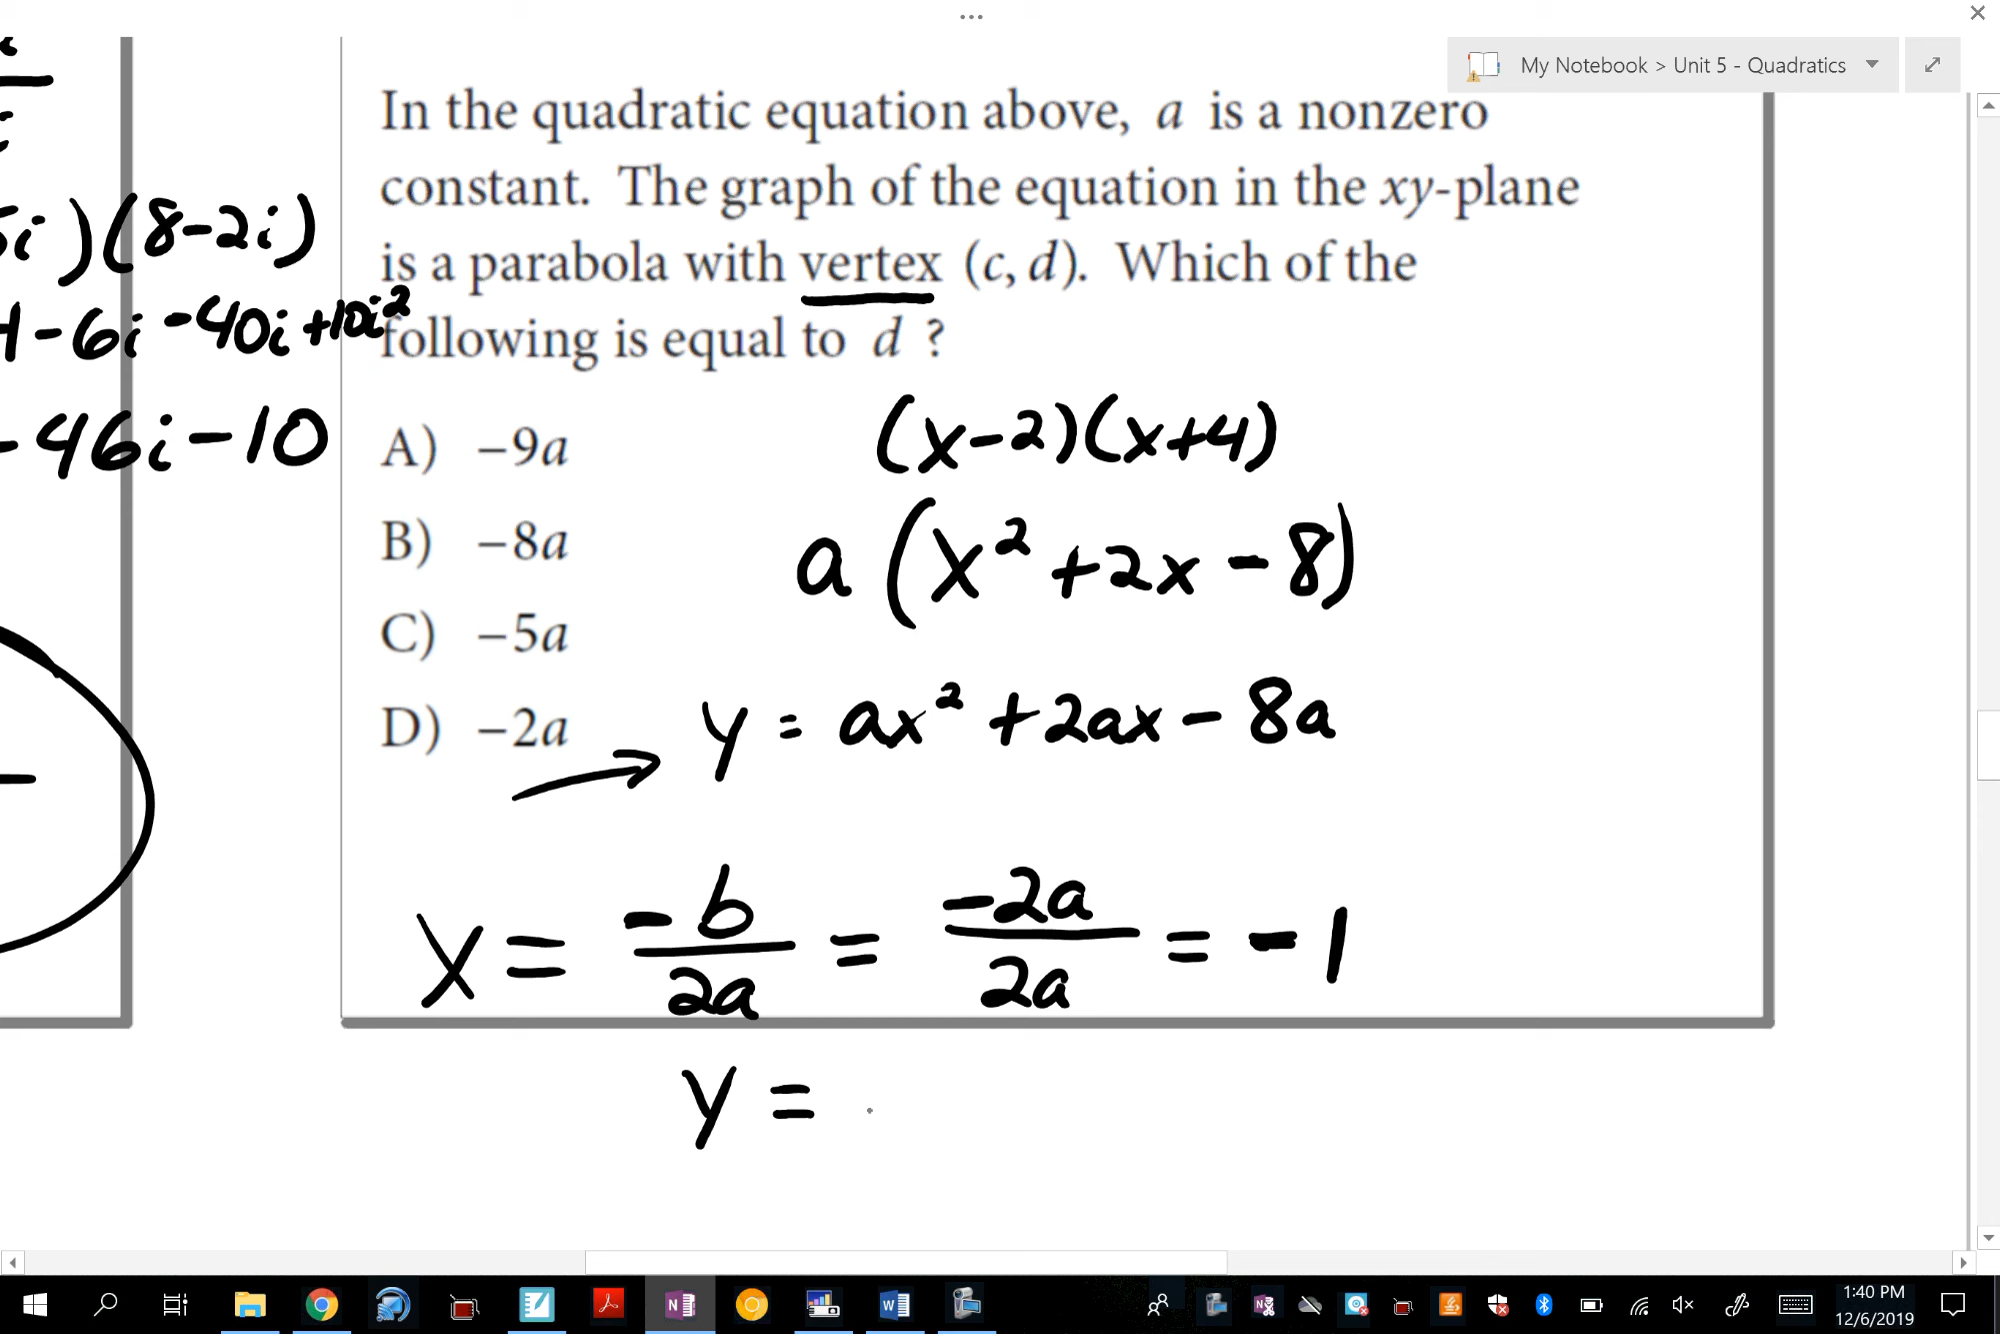 My Notebook > Unit 5 - Quadratics
In the quadratic equation above, a is a nonzero
constant. The graph of the equation in the xy-plane
is a parabola with vertex (c, d). Which of the
following is equal to d ?
A) −9a
B) −8a
C) −5a
D) −2a
(x-2)(x+4)
a (x² +2x -8)
y = ax² +2ax - 8a
x = -b/2a = -2a/2a = -1
y =
i)(8-2i)
-6i -40i +10i²
-46i -10
1:40 PM
12/6/2019